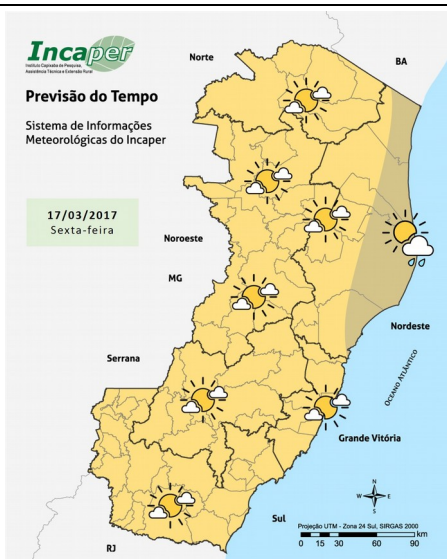 Incaper
Instituto Capixaba de Pesquisa,
Assistência Técnica e Extensão Rural
Previsão do Tempo
Sistema de Informações
Meteorológicas do Incaper
17/03/2017
Sexta-feira
Norte
BA
Noroeste
MG
Nordeste
Serrana
OCEANO ATLÂNTICO
Grande Vitória
Sul
RJ
N
W
E
S
Projeção UTM - Zona 24 Sul, SIRGAS 2000
km
0 15 30 60 90